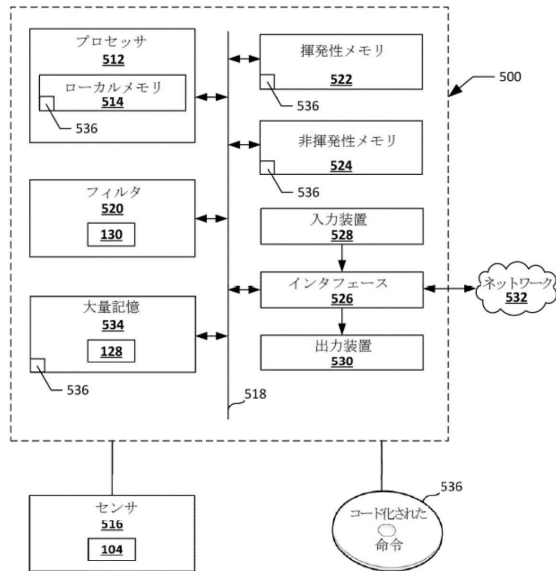 プロセッサ
512
ローカルメモリ
514
536
揮発性メモリ
522
536
500
非揮発性メモリ
524
536
フィルタ
520
130
入力装置
528
インタフェース
526
ネットワーク
532
大量記憶
534
128
536
出力装置
530
518
センサ
516
104
536
コード化された
命令